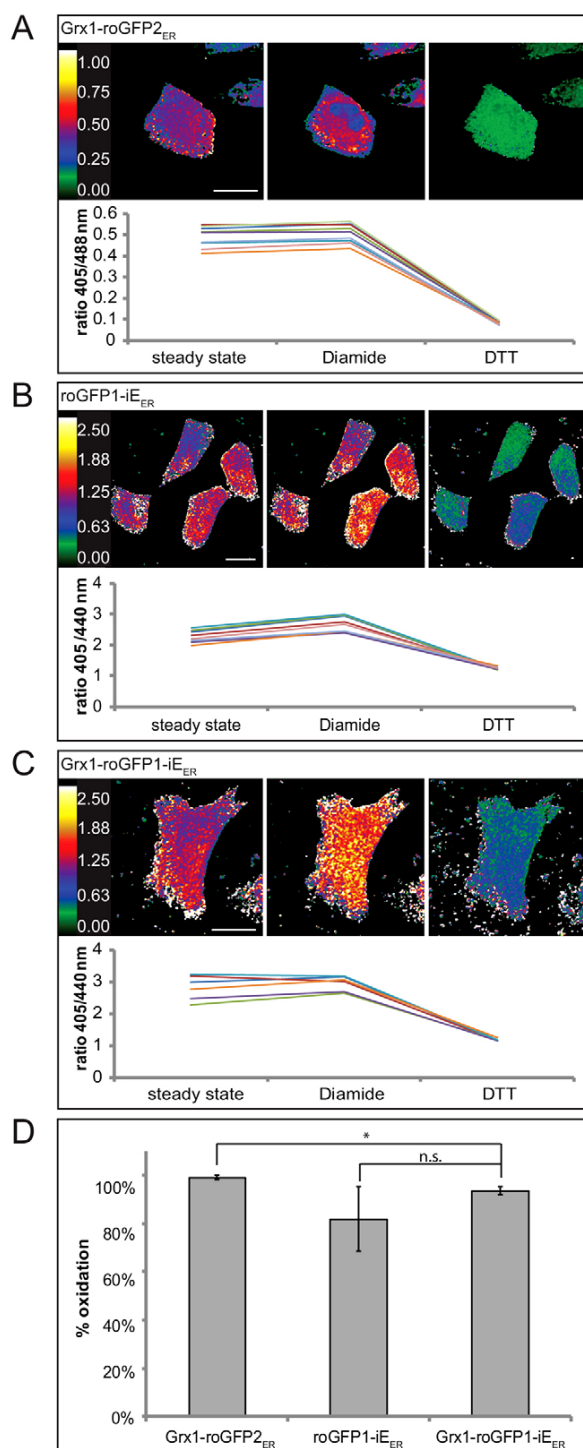 A
Grx1-roGFP2ER
1.00
0.75
0.50
0.25
0.00
ratio 405/488 nm
0.6
0.5
0.4
0.3
0.2
0.1
0
steady state Diamide DTT
B
roGFP1-iEER
2.50
1.88
1.25
0.63
0.00
ratio 405/440 nm
4
3
2
1
0
steady state Diamide DTT
C
Grx1-roGFP1-iEER
2.50
1.88
1.25
0.63
0.00
ratio 405/440 nm
4
3
2
1
0
steady state Diamide DTT
D
*
n.s.
% oxidation
100%
80%
60%
40%
20%
0%
Grx1-roGFP2ER roGFP1-iEER Grx1-roGFP1-iEER